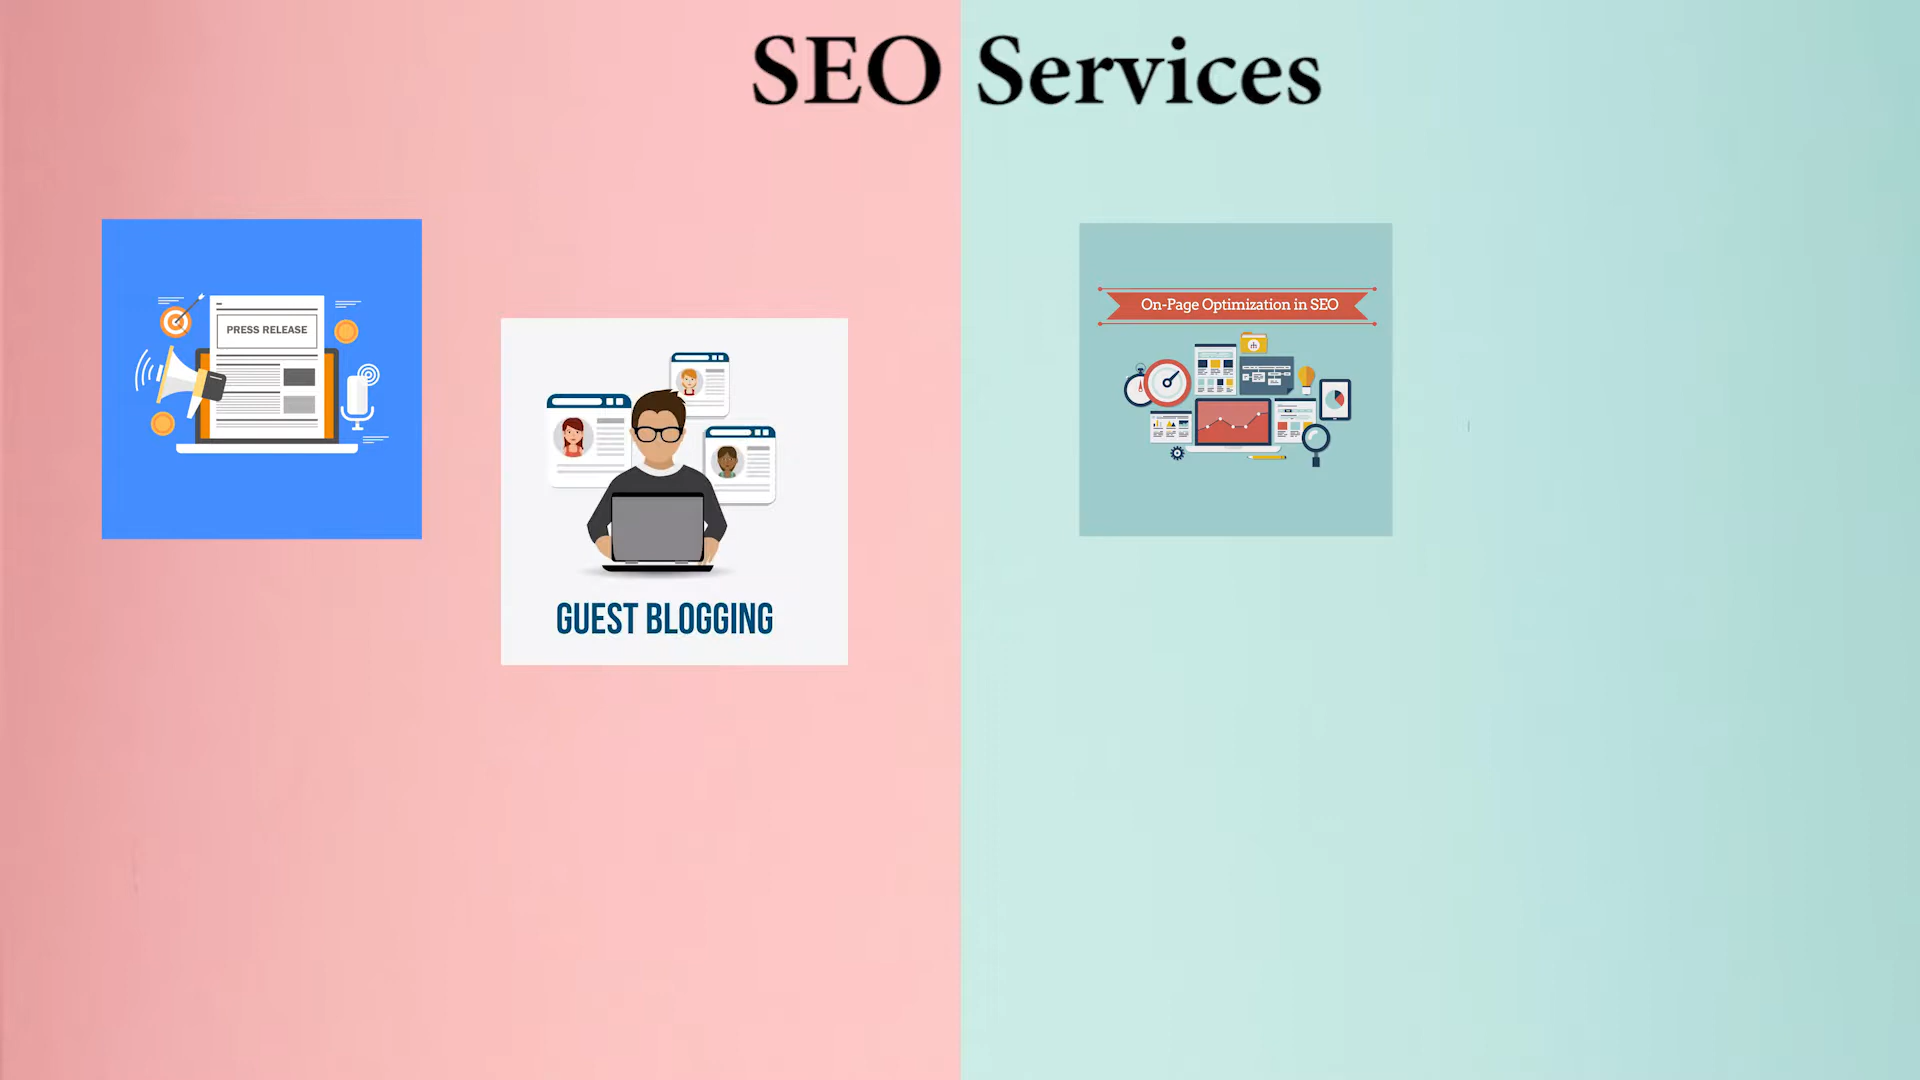 SEO Services
PRESS RELEASE
On-Page Optimization in SEO
GUEST BLOGGING